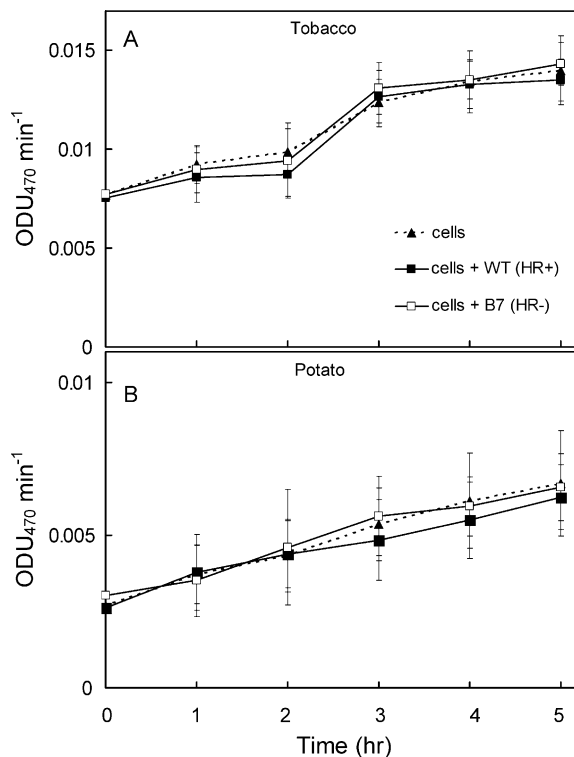 A
Tobacco
0.015
0.01
0.005
0
ODU470 min-1
cells
cells + WT (HR+)
cells + B7 (HR-)
B
Potato
0.01
0.005
0
ODU470 min-1
0 1 2 3 4 5
Time (hr)